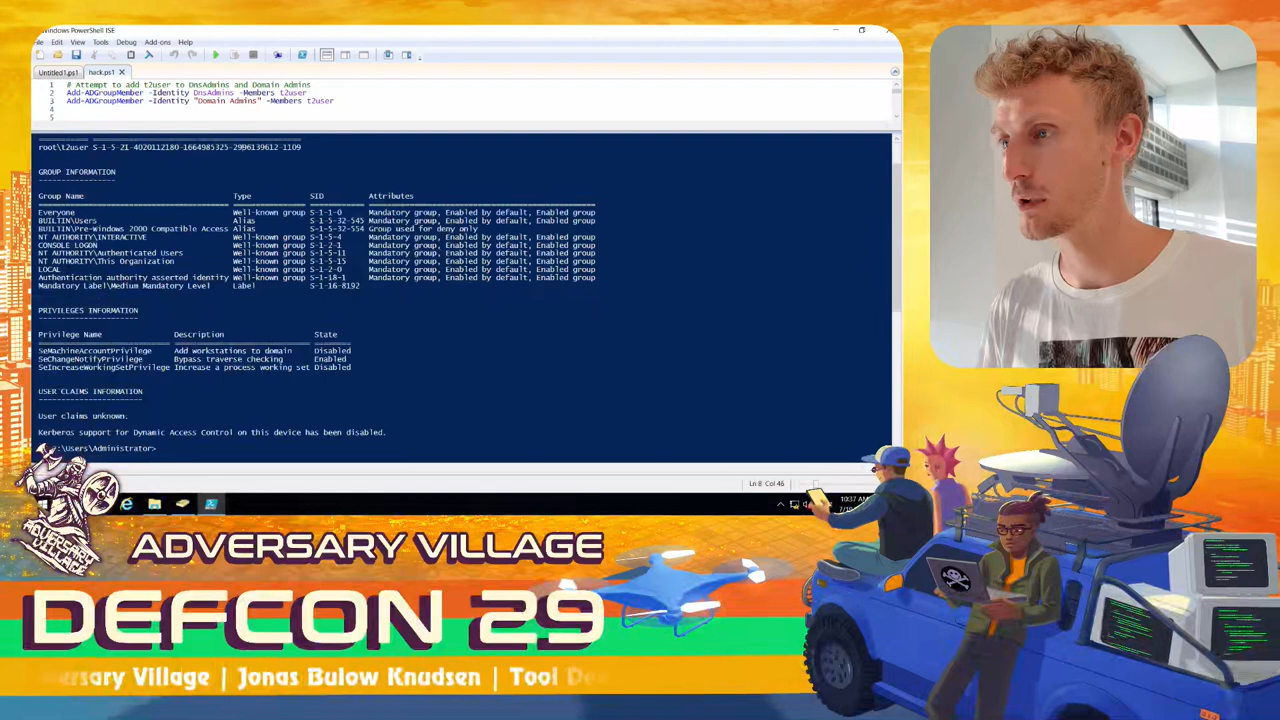 Windows PowerShell ISE
File Edit View Tools Debug Add-ons Help
Untitled1.ps1 hack.ps1 X
1 # Attempt to add t2user to DnsAdmins and Domain Admins
2 Add-ADGroupMember -Identity DnsAdmins -Members t2user
3 Add-ADGroupMember -Identity "Domain Admins" -Members t2user
4
5
root\t2user S-1-5-21-4020112180-1664985325-2996139612-1109
GROUP INFORMATION
-----------------
Group Name Type SID Attributes
Everyone Well-known group S-1-1-0 Mandatory group, Enabled by default, Enabled group
BUILTIN\Users Alias S-1-5-32-545 Mandatory group, Enabled by default, Enabled group
BUILTIN\Pre-Windows 2000 Compatible Access Alias S-1-5-32-554 Group used for deny only
NT AUTHORITY\INTERACTIVE Well-known group S-1-5-4 Mandatory group, Enabled by default, Enabled group
CONSOLE LOGON Well-known group S-1-2-1 Mandatory group, Enabled by default, Enabled group
NT AUTHORITY\Authenticated Users Well-known group S-1-5-11 Mandatory group, Enabled by default, Enabled group
NT AUTHORITY\This Organization Well-known group S-1-5-15 Mandatory group, Enabled by default, Enabled group
LOCAL Well-known group S-1-2-0 Mandatory group, Enabled by default, Enabled group
Authentication authority asserted identity Well-known group S-1-18-1 Mandatory group, Enabled by default, Enabled group
Mandatory Label\Medium Mandatory Level Label S-1-16-8192
PRIVILEGES INFORMATION
----------------------
Privilege Name Description State
SeMachineAccountPrivilege Add workstations to domain Disabled
SeChangeNotifyPrivilege Bypass traverse checking Enabled
SeIncreaseWorkingSetPrivilege Increase a process working set Disabled
USER CLAIMS INFORMATION
-----------------------
User claims unknown.
Kerberos support for Dynamic Access Control on this device has been disabled.
:\Users\Administrator>
Ln 8 Col 46
10:37 AM
ADVERSARY VILLAGE
ADVERSARY VILLAGE
DEFCON 29
ersary Village | Jonas Bulow Knudsen | Tool De